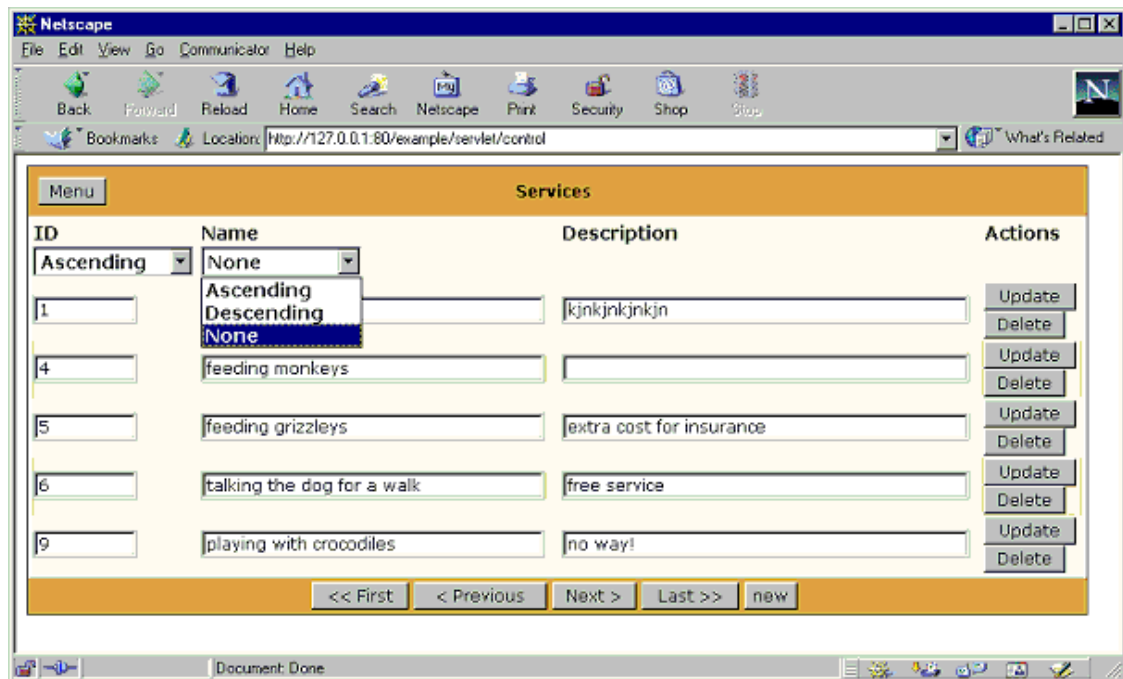 Netscape
File Edit View Go Communicator Help
Back Forward Reload Home Search My Netscape Print Security Shop Stop N
Bookmarks Location: http://127.0.0.1:80/example/servlet/control What's Related
Menu Services
ID Name Description Actions
Ascending None
Ascending
Descending
None
1 kjnkjnkjnkjn Update
Delete
4 feeding monkeys Update
Delete
5 feeding grizzleys extra cost for insurance Update
Delete
6 talking the dog for a walk free service Update
Delete
9 playing with crocodiles no way! Update
Delete
<< First < Previous Next > Last >> new
Document: Done